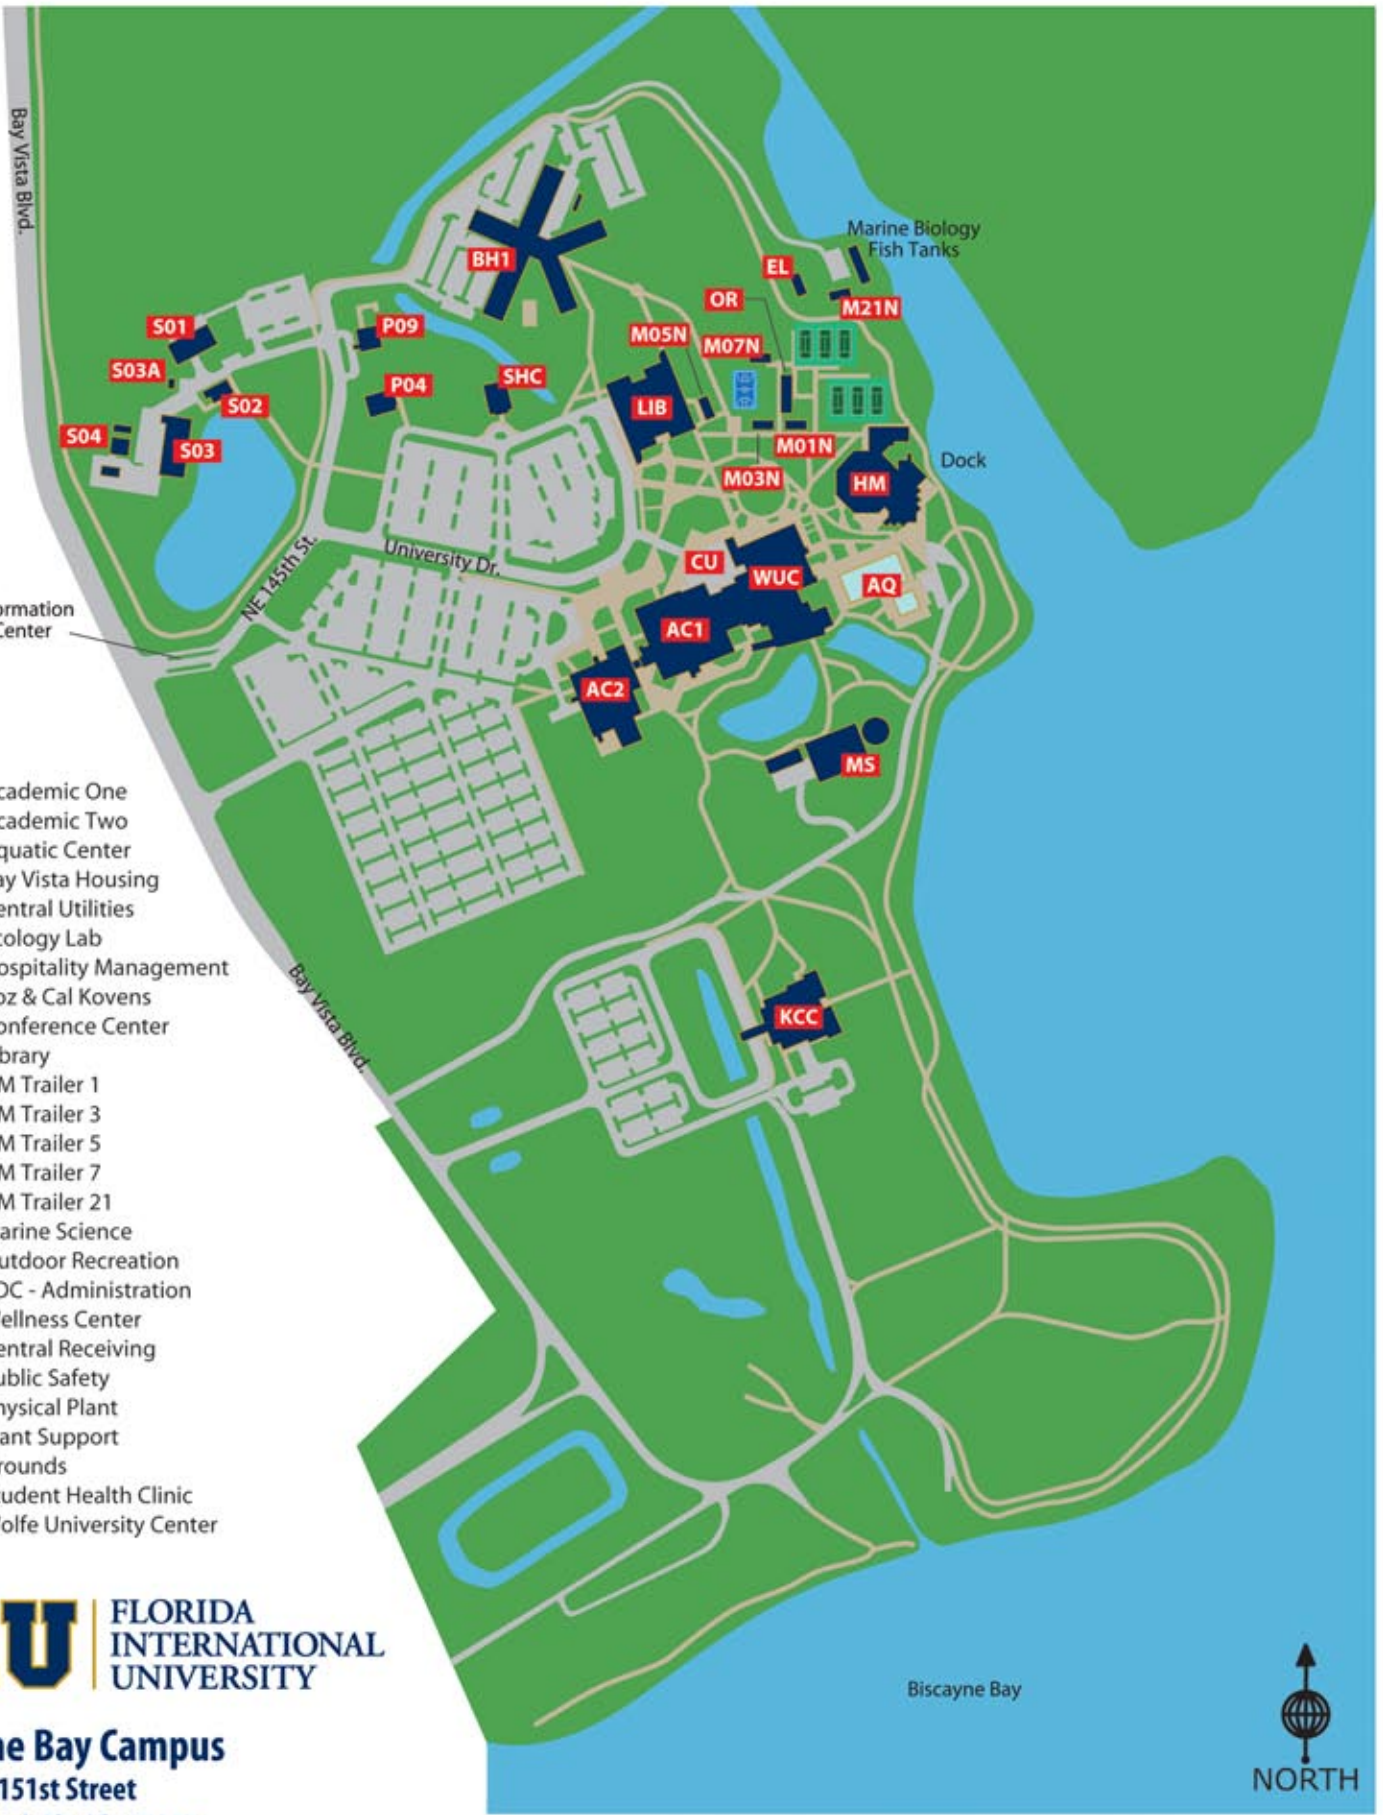 Bay Vista Blvd.
Marine Biology
Fish Tanks
BH1
EL
OR
M21N
S01
P09
M05N
M07N
S03A
P04
SHC
LIB
S02
S04
S03
M01N
M03N
HM
Dock
University Dr.
CU
WUC
AQ
NE 145th St.
ormation
Center
AC1
AC2
MS
cademic One
cademic Two
quatic Center
ay Vista Housing
entral Utilities
cology Lab
ospitality Management
oz & Cal Kovens
onference Center
ibrary
M Trailer 1
M Trailer 3
M Trailer 5
M Trailer 7
M Trailer 21
arine Science
utdoor Recreation
DC - Administration
ellness Center
entral Receiving
ublic Safety
hysical Plant
ant Support
rounds
tudent Health Clinic
olfe University Center
Bay Vista Blvd.
KCC
U
FLORIDA
INTERNATIONAL
UNIVERSITY
Biscayne Bay
ne Bay Campus
151st Street
NORTH